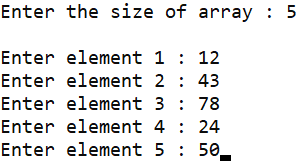 Enter the size of array : 5
Enter element 1 : 12
Enter element 2 : 43
Enter element 3 : 78
Enter element 4 : 24
Enter element 5 : 50